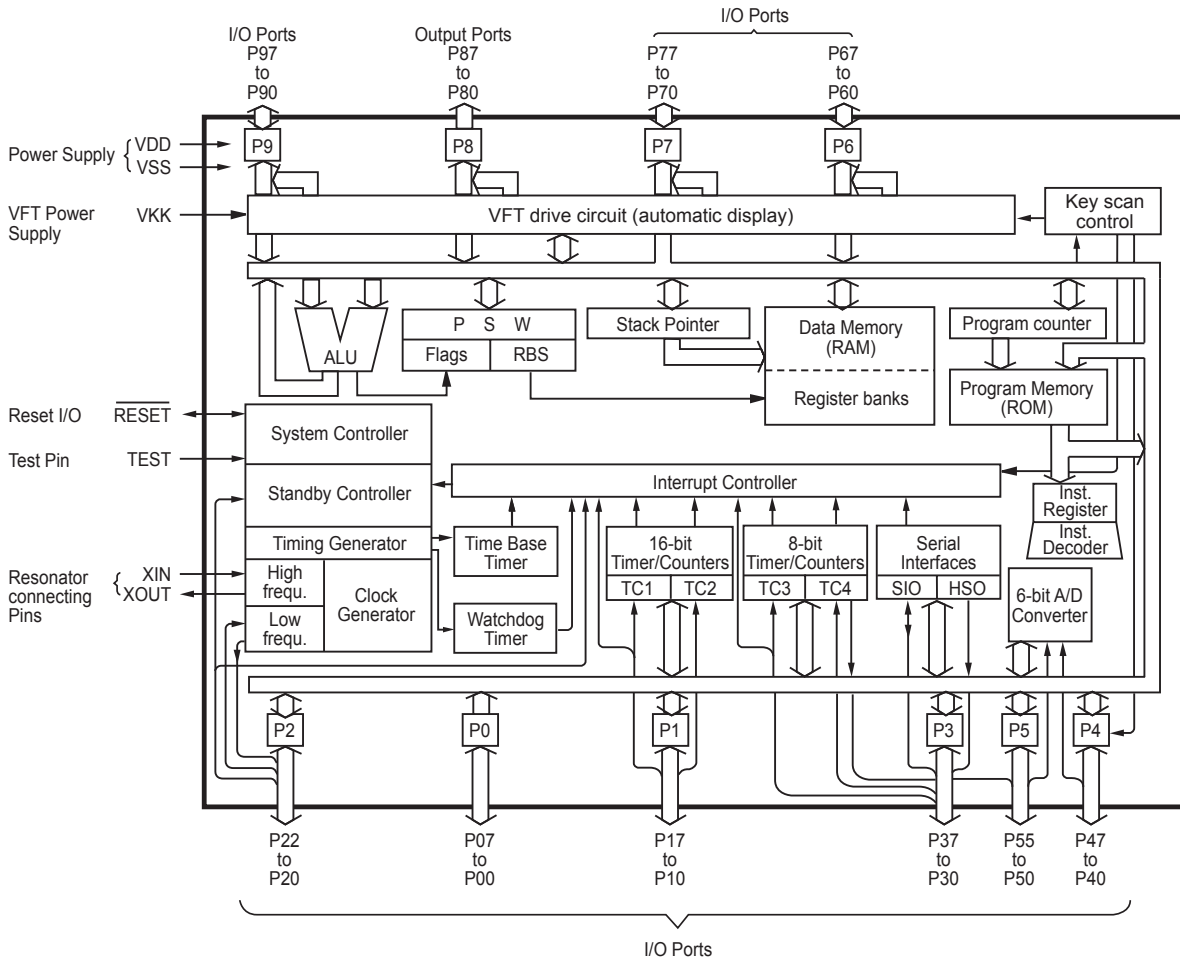 I/O Ports
I/O Ports
P97
to
P90
Output Ports
P87
to
P80
P77
to
P70
P67
to
P60
Power Supply
VDD
VSS
P9
P8
P7
P6
VFT Power
Supply
VKK
VFT drive circuit (automatic display)
Key scan
control
ALU
P S W
Flags
RBS
Stack Pointer
Data Memory
(RAM)
Register banks
Program counter
Program Memory
(ROM)
Reset I/O
RESET
Test Pin
TEST
System Controller
Standby Controller
Interrupt Controller
Inst.
Register
Inst.
Decoder
Timing Generator
Time Base
Timer
16-bit
Timer/Counters
TC1
TC2
8-bit
Timer/Counters
TC3
TC4
Serial
Interfaces
SIO
HSO
6-bit A/D
Converter
Resonator
connecting
Pins
XIN
XOUT
High
frequ.
Low
frequ.
Clock
Generator
Watchdog
Timer
P2
P0
P1
P3
P5
P4
P22
to
P20
P07
to
P00
P17
to
P10
P37
to
P30
P55
to
P50
P47
to
P40
I/O Ports